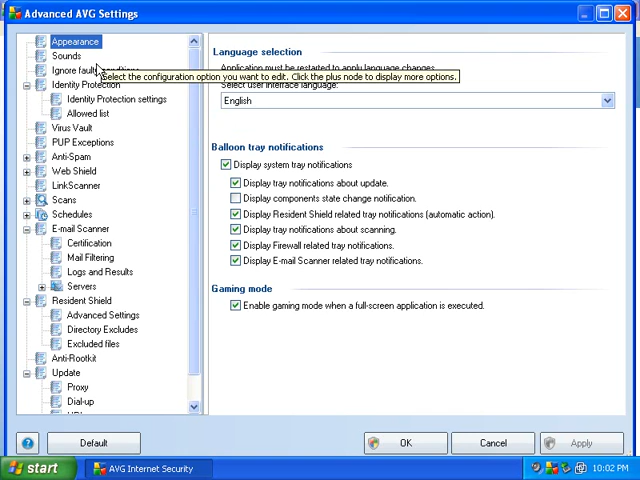 Advanced AVG Settings
Appearance
Sounds
Ignore faulty conditions
Identity Protection
Identity Protection settings
Allowed list
Virus Vault
PUP Exceptions
Anti-Spam
Web Shield
LinkScanner
Scans
Schedules
E-mail Scanner
Certification
Mail Filtering
Logs and Results
Servers
Resident Shield
Advanced Settings
Directory Excludes
Excluded files
Anti-Rootkit
Update
Proxy
Dial-up
Select the configuration option you want to edit. Click the plus node to display more options.
Language selection
Application must be restarted to apply language changes.
Select user interface language:
English
Balloon tray notifications
Display system tray notifications
Display tray notifications about update.
Display components state change notification.
Display Resident Shield related tray notifications (automatic action).
Display tray notifications about scanning.
Display Firewall related tray notifications.
Display E-mail Scanner related tray notifications.
Gaming mode
Enable gaming mode when a full-screen application is executed.
Default
OK
Cancel
Apply
start
AVG Internet Security
10:02 PM